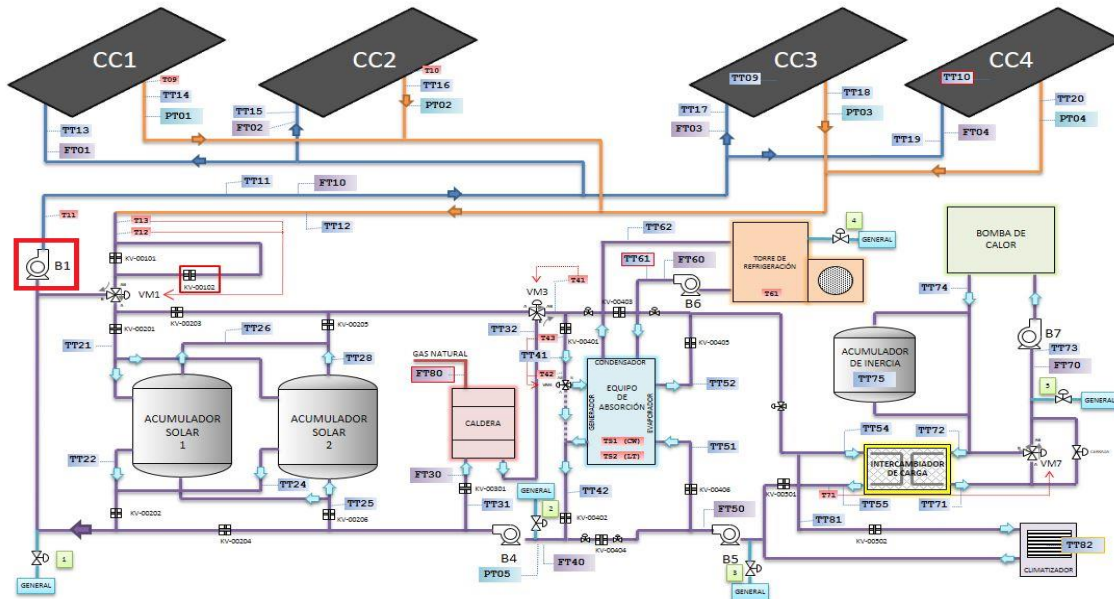 CC1
CC2
CC3
CC4
T09
TT14
PT01
T10
TT16
PT02
TT09
TT18
PT03
TT10
TT20
PT04
TT13
FT01
TT15
FT02
TT17
FT03
TT19
FT04
TT11
FT10
T11
T13
T12
TT12
B1
KV-00101
KV-00102
VM1
TT62
TT61
FT60
B6
TORRE DE
REFRIGERACIÓN
T61
4
GENERAL
BOMBA DE
CALOR
KV-00201
KV-00203
KV-00205
TT21
TT26
TT28
VM3
T41
TT32
T43
TT41
T42
KV-00401
KV-00403
KV-00405
GAS NATURAL
FT80
CALDERA
CONDENSADOR
GENERADOR
EQUIPO
DE
ABSORCIÓN
EVAPORADOR
TS1 (CW)
TS2 (LT)
TT52
TT51
TT74
ACUMULADOR
DE INERCIA
TT75
B7
TT73
FT70
3
GENERAL
ACUMULADOR
SOLAR
1
ACUMULADOR
SOLAR
2
TT22
TT24
TT25
KV-00202
KV-00204
KV-00206
FT30
KV-00301
TT31
GENERAL
2
TT42
KV-00402
KV-00404
KV-00406
B4
FT40
PT05
FT50
B5
3
GENERAL
TT54
TT72
INTERCAMBIADOR
DE CARGA
VM7
KV-00501
T71
TT55
TT71
TT81
KV-00502
TT82
CLIMATIZADOR
1
GENERAL